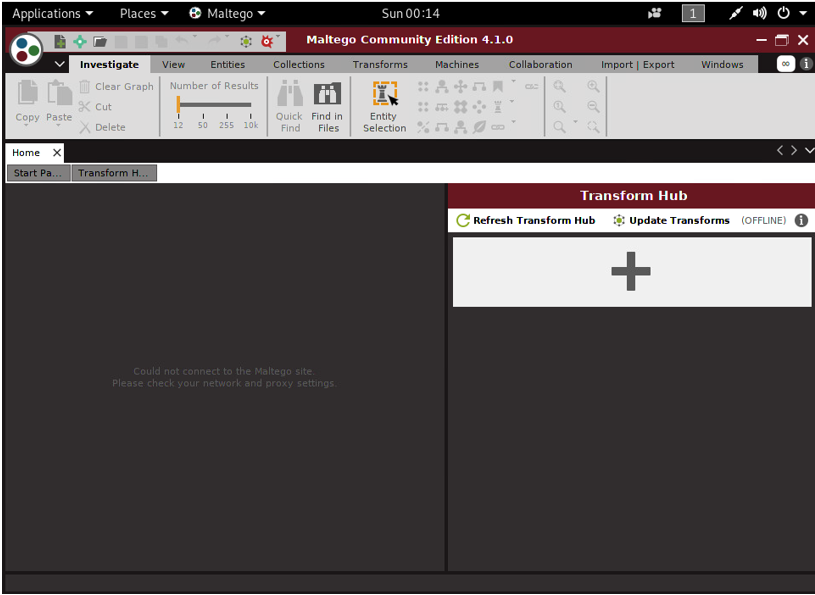 Applications Places Maltego Sun 00:14 1
Maltego Community Edition 4.1.0
Investigate View Entities Collections Transforms Machines Collaboration Import | Export Windows
Copy Paste Clear Graph Cut Delete
Number of Results
12 50 255 10k
Quick Find
Find in Files
Entity Selection
Home
Start Pa... Transform H...
Could not connect to the Maltego site.
Please check your network and proxy settings.
Transform Hub
Refresh Transform Hub Update Transforms (OFFLINE)